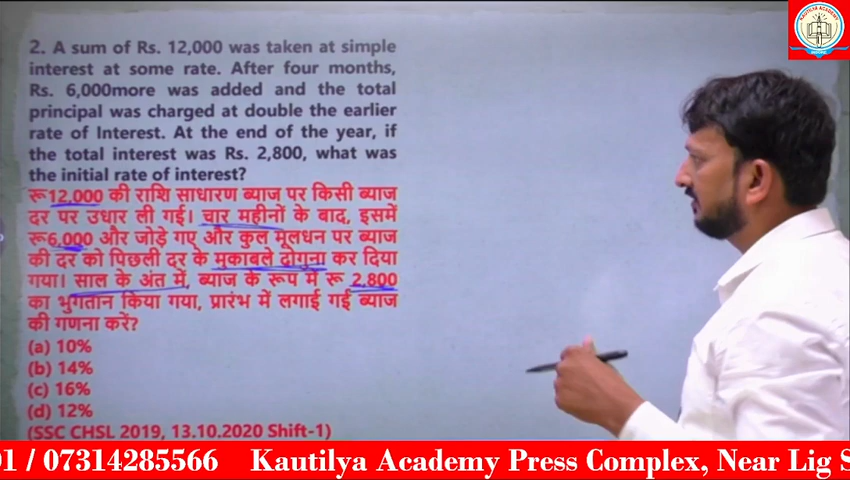 KAUTILYA ACADEMY
INDORE
2. A sum of Rs. 12,000 was taken at simple
interest at some rate. After four months,
Rs. 6,000more was added and the total
principal was charged at double the earlier
rate of Interest. At the end of the year, if
the total interest was Rs. 2,800, what was
the initial rate of interest?
रू12,000 की राशि साधारण ब्याज पर किसी ब्याज
दर पर उधार ली गई। चार महीनों के बाद, इसमें
रू6,000 और जोड़े गए और कुल मूलधन पर ब्याज
की दर को पिछली दर के मुकाबले दोगुना कर दिया
गया। साल के अंत में, ब्याज के रूप में रू 2,800
का भुगतान किया गया, प्रारंभ में लगाई गई ब्याज
की गणना करें?
(a) 10%
(b) 14%
(c) 16%
(d) 12%
(SSC CHSL 2019, 13.10.2020 Shift-1)
01 / 07314285566 Kautilya Academy Press Complex, Near Lig S